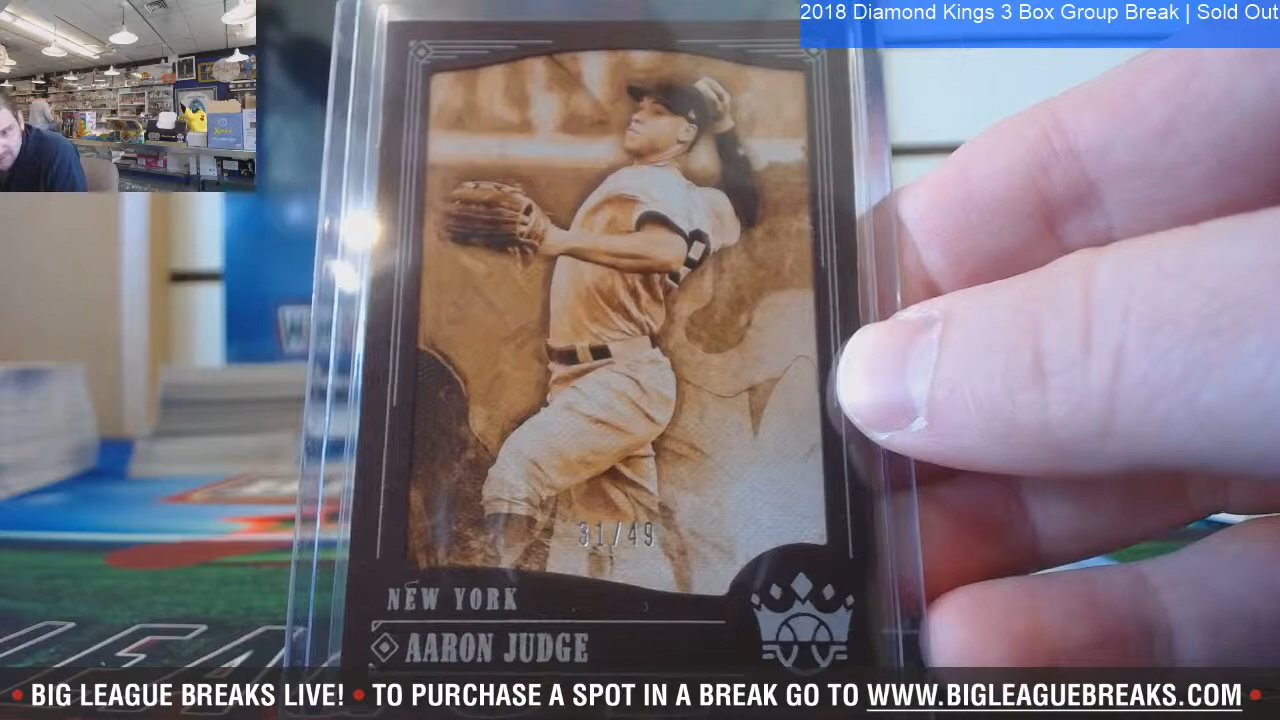 2018 Diamond Kings 3 Box Group Break | Sold Out
31/49
NEW YORK
AARON JUDGE
• BIG LEAGUE BREAKS LIVE! • TO PURCHASE A SPOT IN A BREAK GO TO WWW.BIGLEAGUEBREAKS.COM •